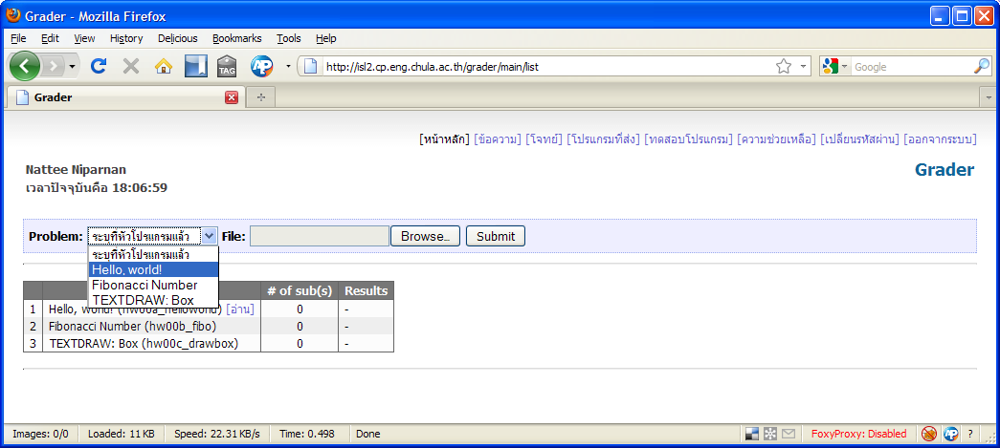 Grader - Mozilla Firefox
File Edit View History Delicious Bookmarks Tools Help
TAG http://isl2.cp.eng.chula.ac.th/grader/main/list Google
Grader
[หน้าหลัก] [ข้อความ] [โจทย์] [โปรแกรมที่ส่ง] [ทดสอบโปรแกรม] [ความช่วยเหลือ] [เปลี่ยนรหัสผ่าน] [ออกจากระบบ]
Nattee Niparnan
Grader
เวลาปัจจุบันคือ 18:06:59
Problem: ระบุที่หัวโปรแกรมแล้ว File: Browse... Submit
ระบุที่หัวโปรแกรมแล้ว
Hello, world!
Fibonacci Number
TEXTDRAW: Box
# of sub(s) Results
1 Hello, world! (hw00a_helloworld) [อ่าน] 0 -
2 Fibonacci Number (hw00b_fibo) 0 -
3 TEXTDRAW: Box (hw00c_drawbox) 0 -
Images: 0/0 Loaded: 11 KB Speed: 22.31 KB/s Time: 0.498 Done FoxyProxy: Disabled ?